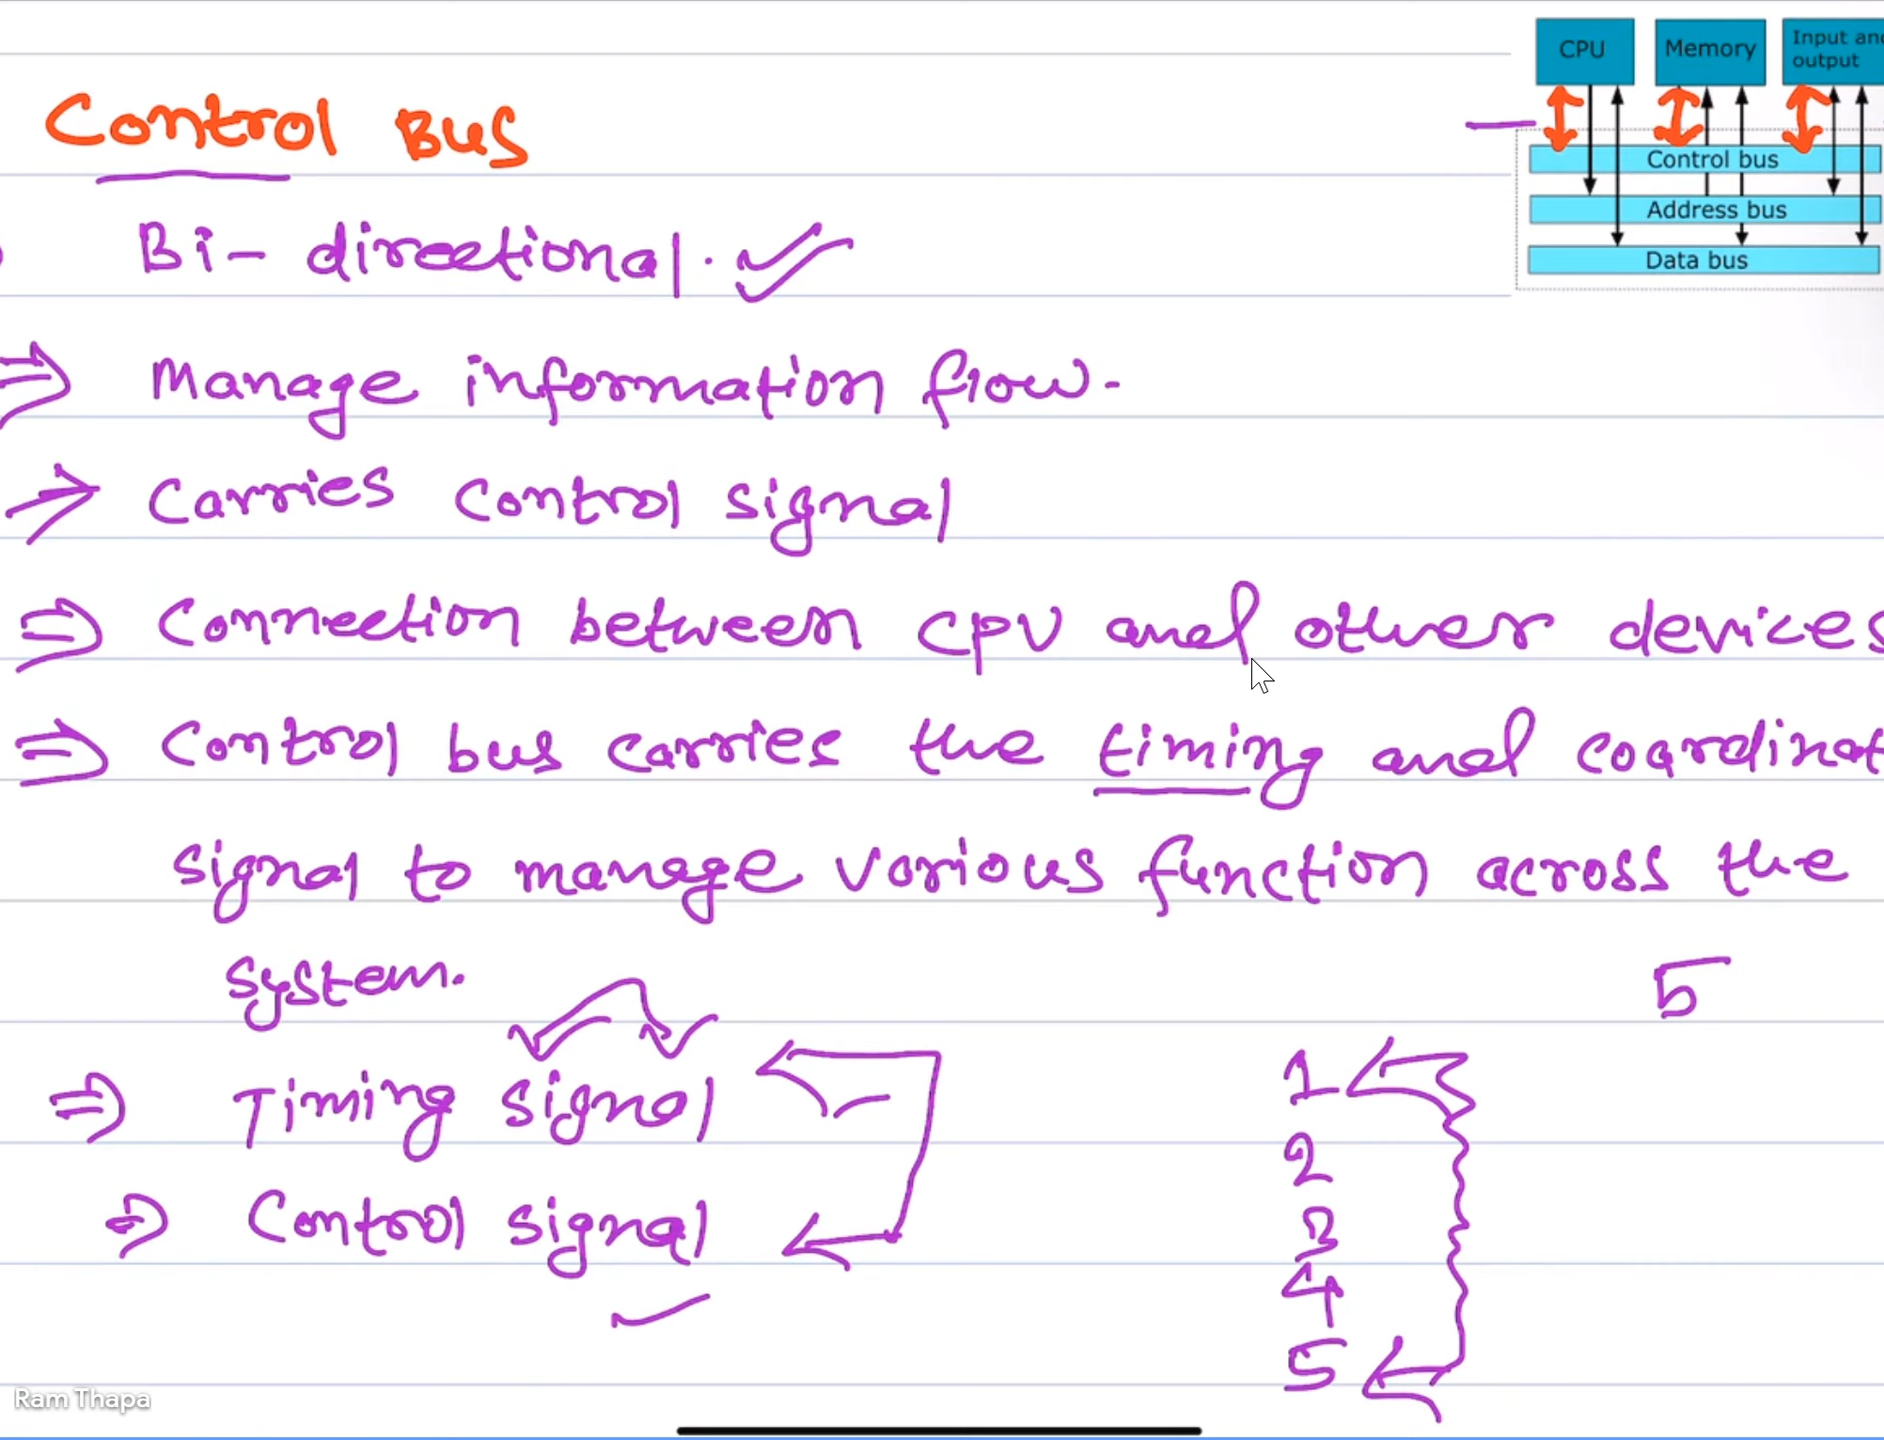 Control Bus
Bi-directional.
Manage information flow.
Carries control signal
Connection between CPU and other devices
Control bus carries the timing and coordinat
signal to manage various function across the
system.
Timing signal
Control signal
5
1
2
3
4
5
CPU
Memory
Input and
output
Control bus
Address bus
Data bus
Ram Thapa